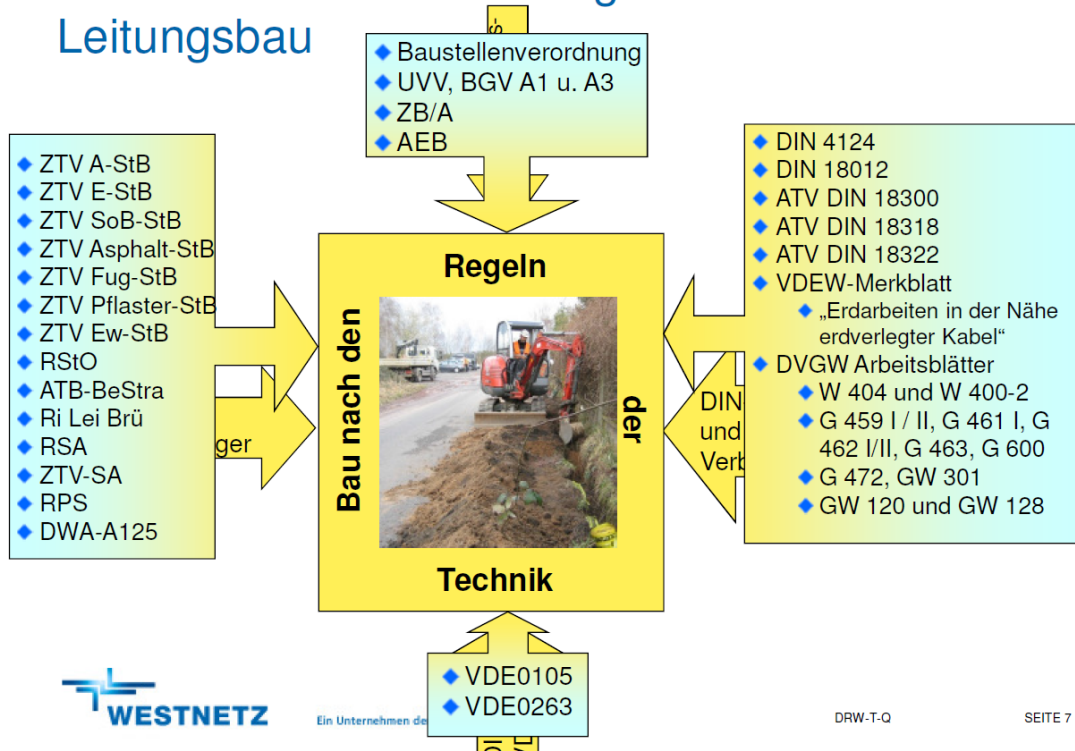 Leitungsbau
Baustellenverordnung
UVV, BGV A1 u. A3
ZB/A
AEB
ZTV A-StB
ZTV E-StB
ZTV SoB-StB
ZTV Asphalt-StB
ZTV Fug-StB
ZTV Pflaster-StB
ZTV Ew-StB
RStO
ATB-BeStra
Ri Lei Brü
RSA
ZTV-SA
RPS
DWA-A125
ger
Regeln
Bau nach den
der
Technik
DIN 4124
DIN 18012
ATV DIN 18300
ATV DIN 18318
ATV DIN 18322
VDEW-Merkblatt
„Erdarbeiten in der Nähe
erdverlegter Kabel“
DVGW Arbeitsblätter
W 404 und W 400-2
G 459 I / II, G 461 I, G
462 I/II, G 463, G 600
G 472, GW 301
GW 120 und GW 128
DIN-
und
Verb
VDE0105
VDE0263
WESTNETZ
Ein Unternehmen de
DRW-T-Q
SEITE 7